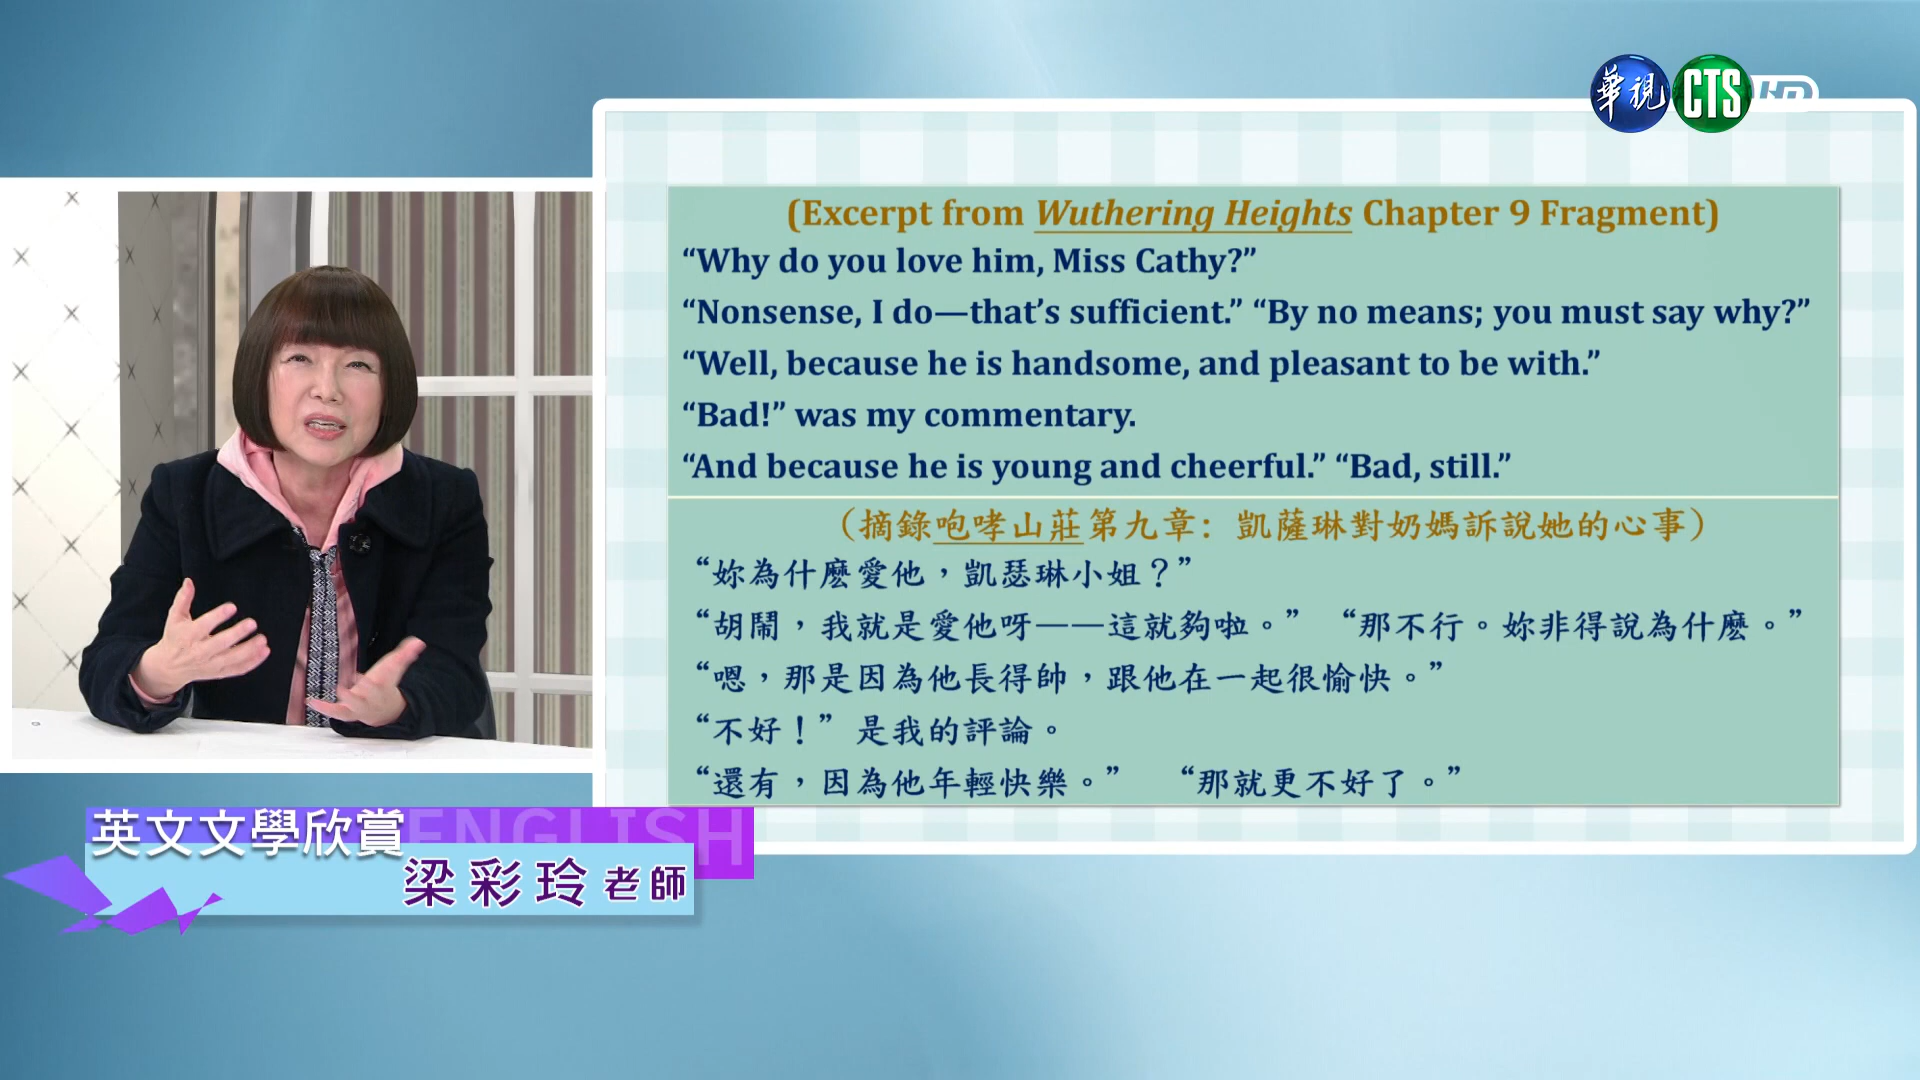 華視 CTS HD
(Excerpt from Wuthering Heights Chapter 9 Fragment)
“Why do you love him, Miss Cathy?”
“Nonsense, I do—that’s sufficient.” “By no means; you must say why?”
“Well, because he is handsome, and pleasant to be with.”
“Bad!” was my commentary.
“And because he is young and cheerful.” “Bad, still.”
（摘錄咆哮山莊第九章：凱薩琳對奶媽訴說她的心事）
“妳為什麼愛他，凱瑟琳小姐？”
“胡鬧，我就是愛他呀——這就夠啦。” “那不行。妳非得說為什麼。”
“嗯，那是因為他長得帥，跟他在一起很愉快。”
“不好！” 是我的評論。
“還有，因為他年輕快樂。” “那就更不好了。”
英文文學欣賞 ENGLISH
梁彩玲 老師